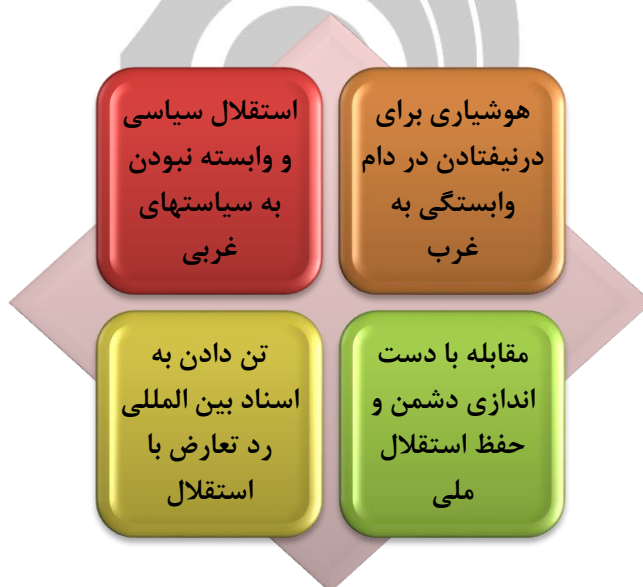 هوشیاری برای
درنیفتادن در دام
وابستگی به
غرب
استقلال سیاسی
و وابسته نبودن
به سیاستهای
غربی
مقابله با دست
اندازی دشمن و
حفظ استقلال
ملی
تن دادن به
اسناد بین المللی
رد تعارض با
استقلال